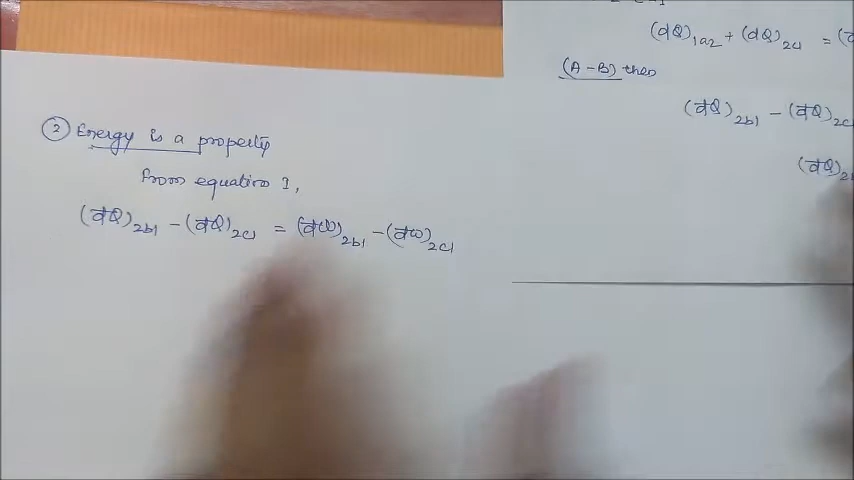 ② Energy is a property
From equation 1,
(đQ)₂b₁ - (đQ)₂c₁ = (đW)₂b₁ - (đW)₂c₁
(đQ)₁a₂ + (đQ)₂c₁ = (
(A-B) then
(đQ)₂b₁ - (đQ)₂c
(đQ)₂